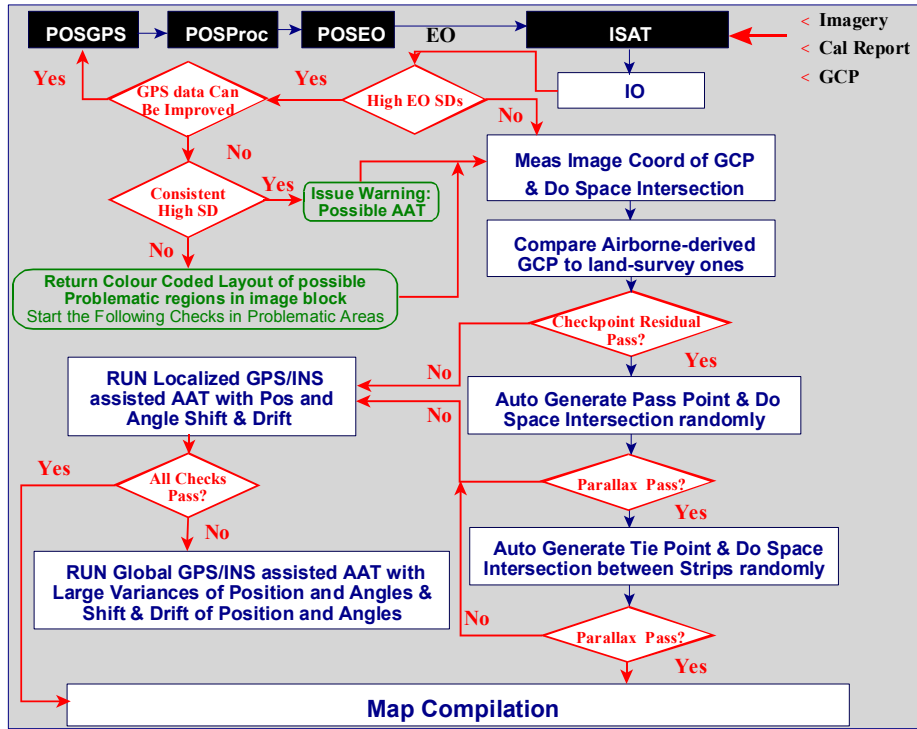 POSGPS
POSProc
POSEO
EO
ISAT
< Imagery
< Cal Report
< GCP
IO
Yes
GPS data Can
Be Improved
Yes
High EO SDs
No
No
Meas Image Coord of GCP
& Do Space Intersection
Consistent
High SD
Yes
Issue Warning:
Possible AAT
No
Compare Airborne-derived
GCP to land-survey ones
Return Colour Coded Layout of possible
Problematic regions in image block
Start the Following Checks in Problematic Areas
Checkpoint Residual
Pass?
No
Yes
RUN Localized GPS/INS
assisted AAT with Pos and
Angle Shift & Drift
Auto Generate Pass Point & Do
Space Intersection randomly
No
Yes
All Checks
Pass?
Parallax Pass?
Yes
No
Auto Generate Tie Point & Do Space
Intersection between Strips randomly
RUN Global GPS/INS assisted AAT with
Large Variances of Position and Angles &
Shift & Drift of Position and Angles
No
Parallax Pass?
Yes
Map Compilation